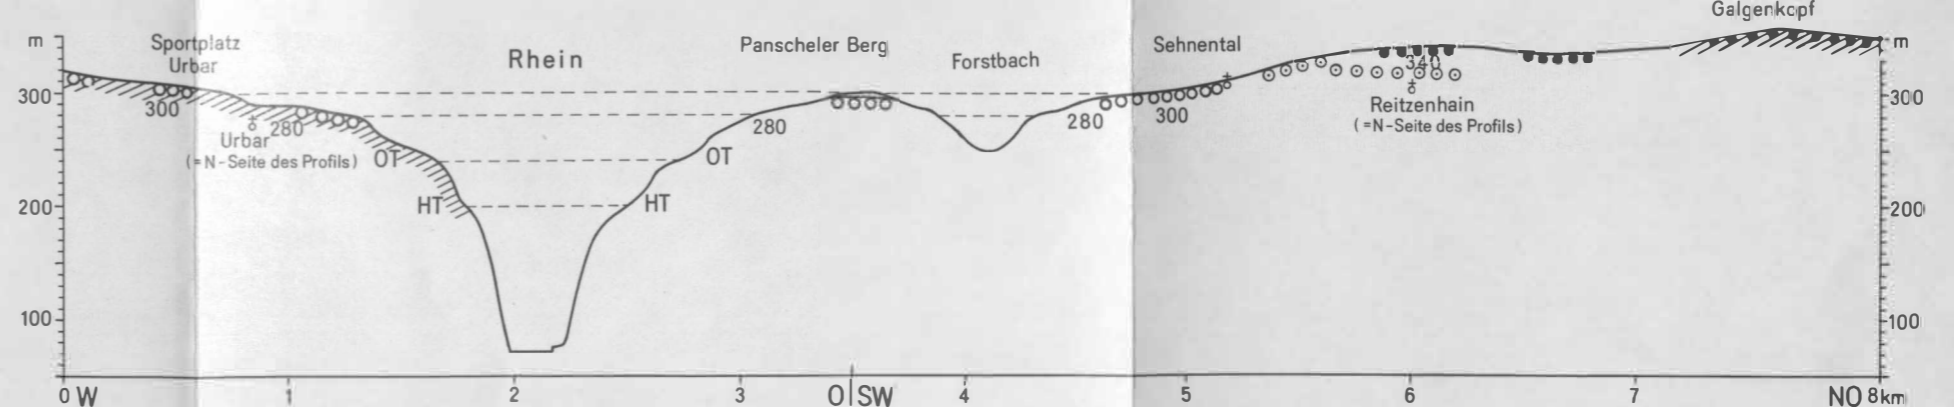 Galgenkopf
m
Sportplatz
Urbar
Rhein
Panscheler Berg
Forstbach
Sehnental
m
300
300
280
Urbar
(=N-Seite des Profils)
OT
HT
OT
HT
280
280
300
340
Reitzenhain
(=N-Seite des Profils)
300
200
200
100
100
0 W
1
2
3
O|SW
4
5
6
7
NO 8 km